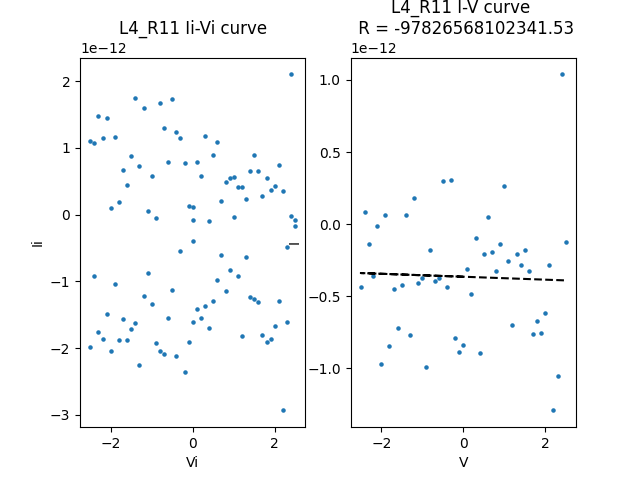 L4_R11 Ii-Vi curve
1e−12
2
1
0
−1
−2
−3
−2
0
2
Vi
Ii
L4_R11 I-V curve
R = -97826568102341.53
1e−12
1.0
0.5
0.0
−0.5
−1.0
−2
0
2
V
I